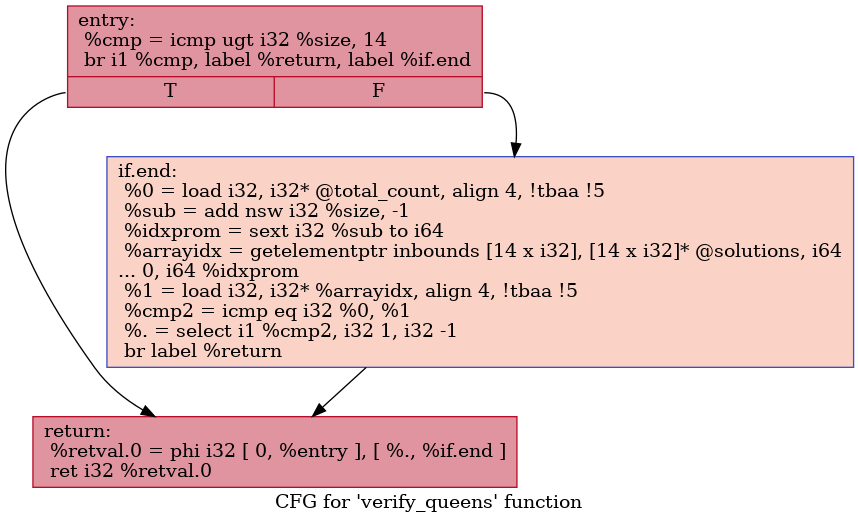 entry:
%cmp = icmp ugt i32 %size, 14
br i1 %cmp, label %return, label %if.end
T F
if.end:
%0 = load i32, i32* @total_count, align 4, !tbaa !5
%sub = add nsw i32 %size, -1
%idxprom = sext i32 %sub to i64
%arrayidx = getelementptr inbounds [14 x i32], [14 x i32]* @solutions, i64
... 0, i64 %idxprom
%1 = load i32, i32* %arrayidx, align 4, !tbaa !5
%cmp2 = icmp eq i32 %0, %1
%. = select i1 %cmp2, i32 1, i32 -1
br label %return
return:
%retval.0 = phi i32 [ 0, %entry ], [ %., %if.end ]
ret i32 %retval.0
CFG for 'verify_queens' function